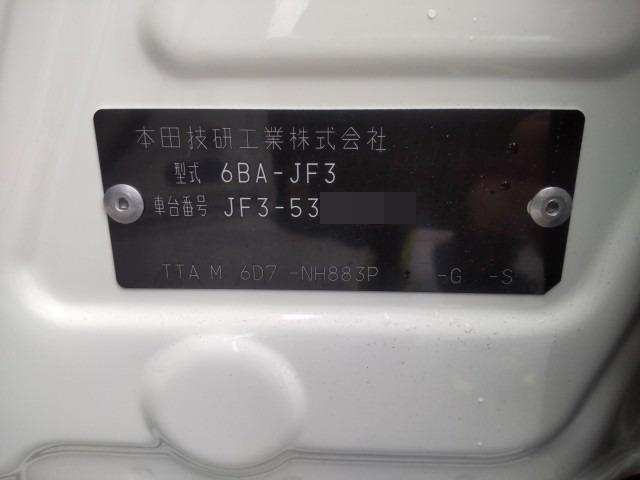 本田技研工業株式会社
型式 6BA-JF3
車台番号 JF3-53
TTA M 6D7 -NH883P -G -S